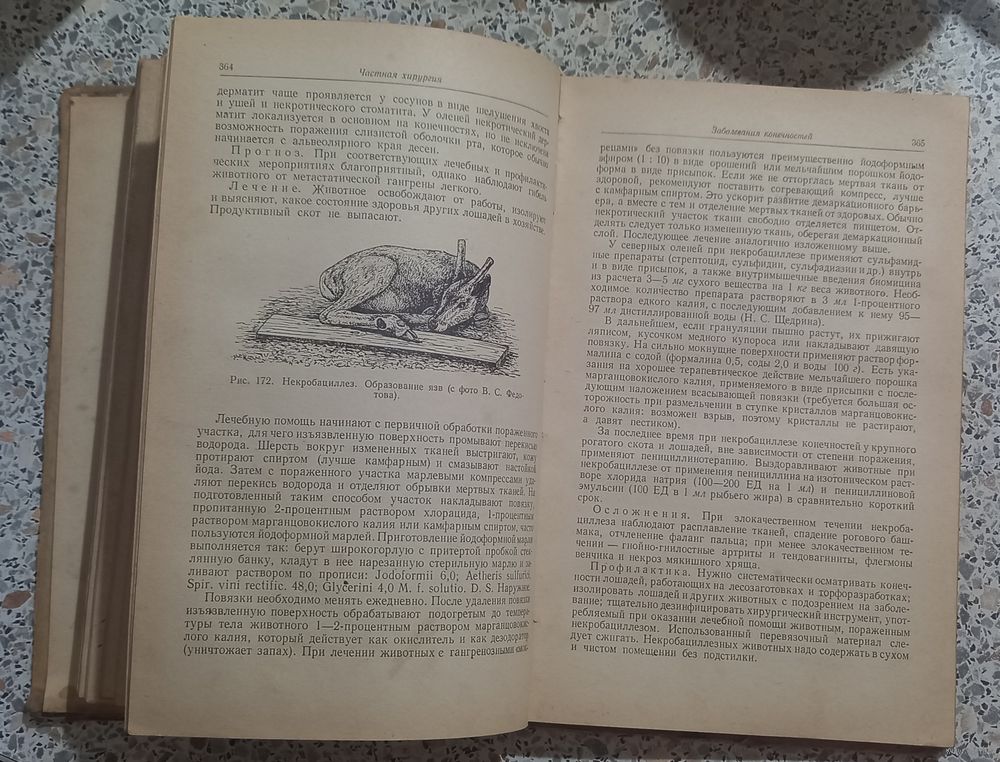 364
Частная хирургия
дерматит чаще проявляется у сосунов в виде шелушения хвоста
и ушей и некротического стоматита. У оленей некротический дер-
матит локализуется в основном на конечностях, но не исключена
возможность поражения слизистой оболочки рта, которое обычно
начинается с альвеолярного края десен.
Прогноз. При соответствующих лечебных и профилакти-
ческих мероприятиях благоприятный, однако наблюдают гибель
животного от метастатической гангрены легкого.
Лечение. Животное освобождают от работы, изолируют
и выясняют, какое состояние здоровья других лошадей в хозяйстве.
Продуктивный скот не выпасают.
Рис. 172. Некробациллез. Образование язв (с фото В. С. Федо-
това).
Лечебную помощь начинают с первичной обработки пораженного
участка, для чего изъязвленную поверхность промывают перекисью
водорода. Шерсть вокруг измененных тканей выстригают, кожу
протирают спиртом (лучше камфарным) и смазывают настойкой
йода. Затем с пораженного участка марлевыми компрессами уда-
ляют перекись водорода и отделяют обрывки мертвых тканей. На
подготовленный таким способом участок накладывают повязку,
пропитанную 2-процентным раствором хлорацида, 1-процентным
раствором марганцовокислого калия или камфарным спиртом, часто
пользуются йодоформной марлей. Приготовление йодоформной марли
выполняется так: берут широкогорлую с притертой пробкой стек-
лянную банку, кладут в нее нарезанную стерильную марлю и за-
ливают раствором по прописи: Jodoformii 6,0; Aetheris sulfurici,
Spir. vini rectific. 48,0; Glycerini 4,0 M. f. solutio. D. S. Наружное.
Повязки необходимо менять ежедневно. После удаления повязки
изъязвленную поверхность обрабатывают подогретым до темпера-
туры тела животного 1—2-процентным раствором марганцовокис-
лого калия, который действует как окислитель и как дезодоратор
(уничтожает запах). При лечении животных с гангренозными
Заболевания конечностей
365
рецами» без повязки пользуются преимущественно йодоформным
эфиром (1 : 10) в виде орошений или мельчайшим порошком йодо-
форма в виде присыпок. Если же не отторглась мертвая ткань от
здоровой, рекомендуют поставить согревающий компресс, лучше
с камфарным спиртом. Это ускорит развитие демаркационного барь-
ера, а вместе с тем и отделение мертвых тканей от здоровых. Обычно
некротический участок ткани свободно отделяется пинцетом. От-
делять следует только измененную ткань, оберегая демаркационный
слой. Последующее лечение аналогично изложенному выше.
У северных оленей при некробациллезе применяют сульфамид-
ные препараты (стрептоцид, сульфидин, сульфадиазин и др.) внутрь
и в виде присыпок, а также внутримышечные введения биомицина
из расчета 3—5 мг сухого вещества на 1 кг веса животного. Необ-
ходимое количество препарата растворяют в 3 мл 1-процентного
раствора едкого калия, с последующим добавлением к нему 95—
97 мл дистиллированной воды (Н. С. Щедрина).
В дальнейшем, если грануляции пышно растут, их прижигают
ляписом, кусочком медного купороса или накладывают давящую
повязку. На сильно мокнущие поверхности применяют раствор фор-
малина с содой (формалина 0,5, соды 2,0 и воды 100 г). Есть ука-
зания на хорошее терапевтическое действие мельчайшего порошка
марганцовокислого калия, применяемого в виде присыпки с после-
дующим наложением всасывающей повязки (требуется большая ос-
торожность при размельчении в ступке кристаллов марганцовокис-
лого калия: возможен взрыв, поэтому кристаллы не растирают,
а давят пестиком).
За последнее время при некробациллезе конечностей у крупного
рогатого скота и лошадей, вне зависимости от степени поражения,
применяют пенициллинотерапию. Выздоравливают животные при
некробациллезе от применения пенициллина на изотоническом раст-
воре хлорида натрия (100—200 ЕД на 1 мл) и пенициллиновой
эмульсии (100 ЕД в 1 мл рыбьего жира) в сравнительно короткий
срок.
Осложнения. При злокачественном течении некроба-
циллеза наблюдают расплавление тканей, спадение рогового баш-
мака, отчленение фаланг пальца; при менее злокачественном те-
чении — гнойно-гнилостные артриты и тендовагиниты, флегмоны
венчика и некроз мякишного хряща.
Профилактика. Нужно систематически осматривать конеч-
ности лошадей, работающих на лесозаготовках и торфоразработках;
изолировать лошадей и других животных с подозрением на заболе-
вание; тщательно дезинфицировать хирургический инструмент, упот-
ребляемый при оказании лечебной помощи животным, пораженным
некробациллезом. Использованный перевязочный материал сле-
дует сжигать. Некробациллезных животных надо содержать в сухом
и чистом помещении без подстилки.